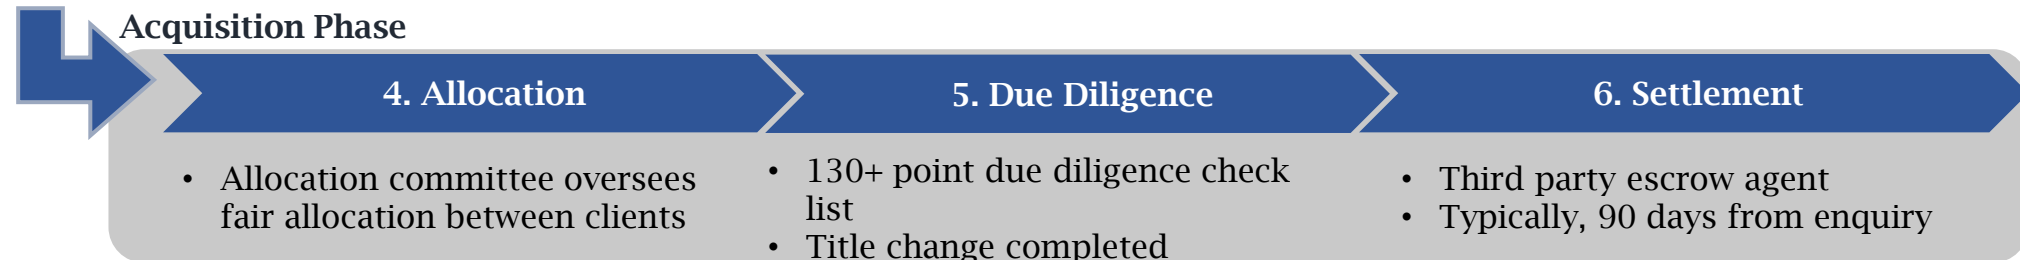 Acquisition Phase
4. Allocation
5. Due Diligence
6. Settlement
• Allocation committee oversees
fair allocation between clients
• 130+ point due diligence check
list
• Title change completed
• Third party escrow agent
• Typically, 90 days from enquiry